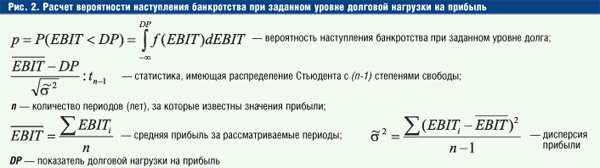 Рис. 2. Расчет вероятности наступления банкротства при заданном уровне долговой нагрузки на прибыль
p = P(EBIT < DP) = ∫_{-∞}^{DP} f (EBIT)dEBIT — вероятность наступления банкротства при заданном уровне долга;
(\overline{EBIT} – DP) / √σ̃² : t_{n–1} — статистика, имеющая распределение Стьюдента с (n-1) степенями свободы;
n — количество периодов (лет), за которые известны значения прибыли;
\overline{EBIT} = ∑ EBIT_i / n — средняя прибыль за рассматриваемые периоды; σ̃² = ∑ (EBIT_i – \overline{EBIT})² / (n–1) — дисперсия прибыли
DP — показатель долговой нагрузки на прибыль